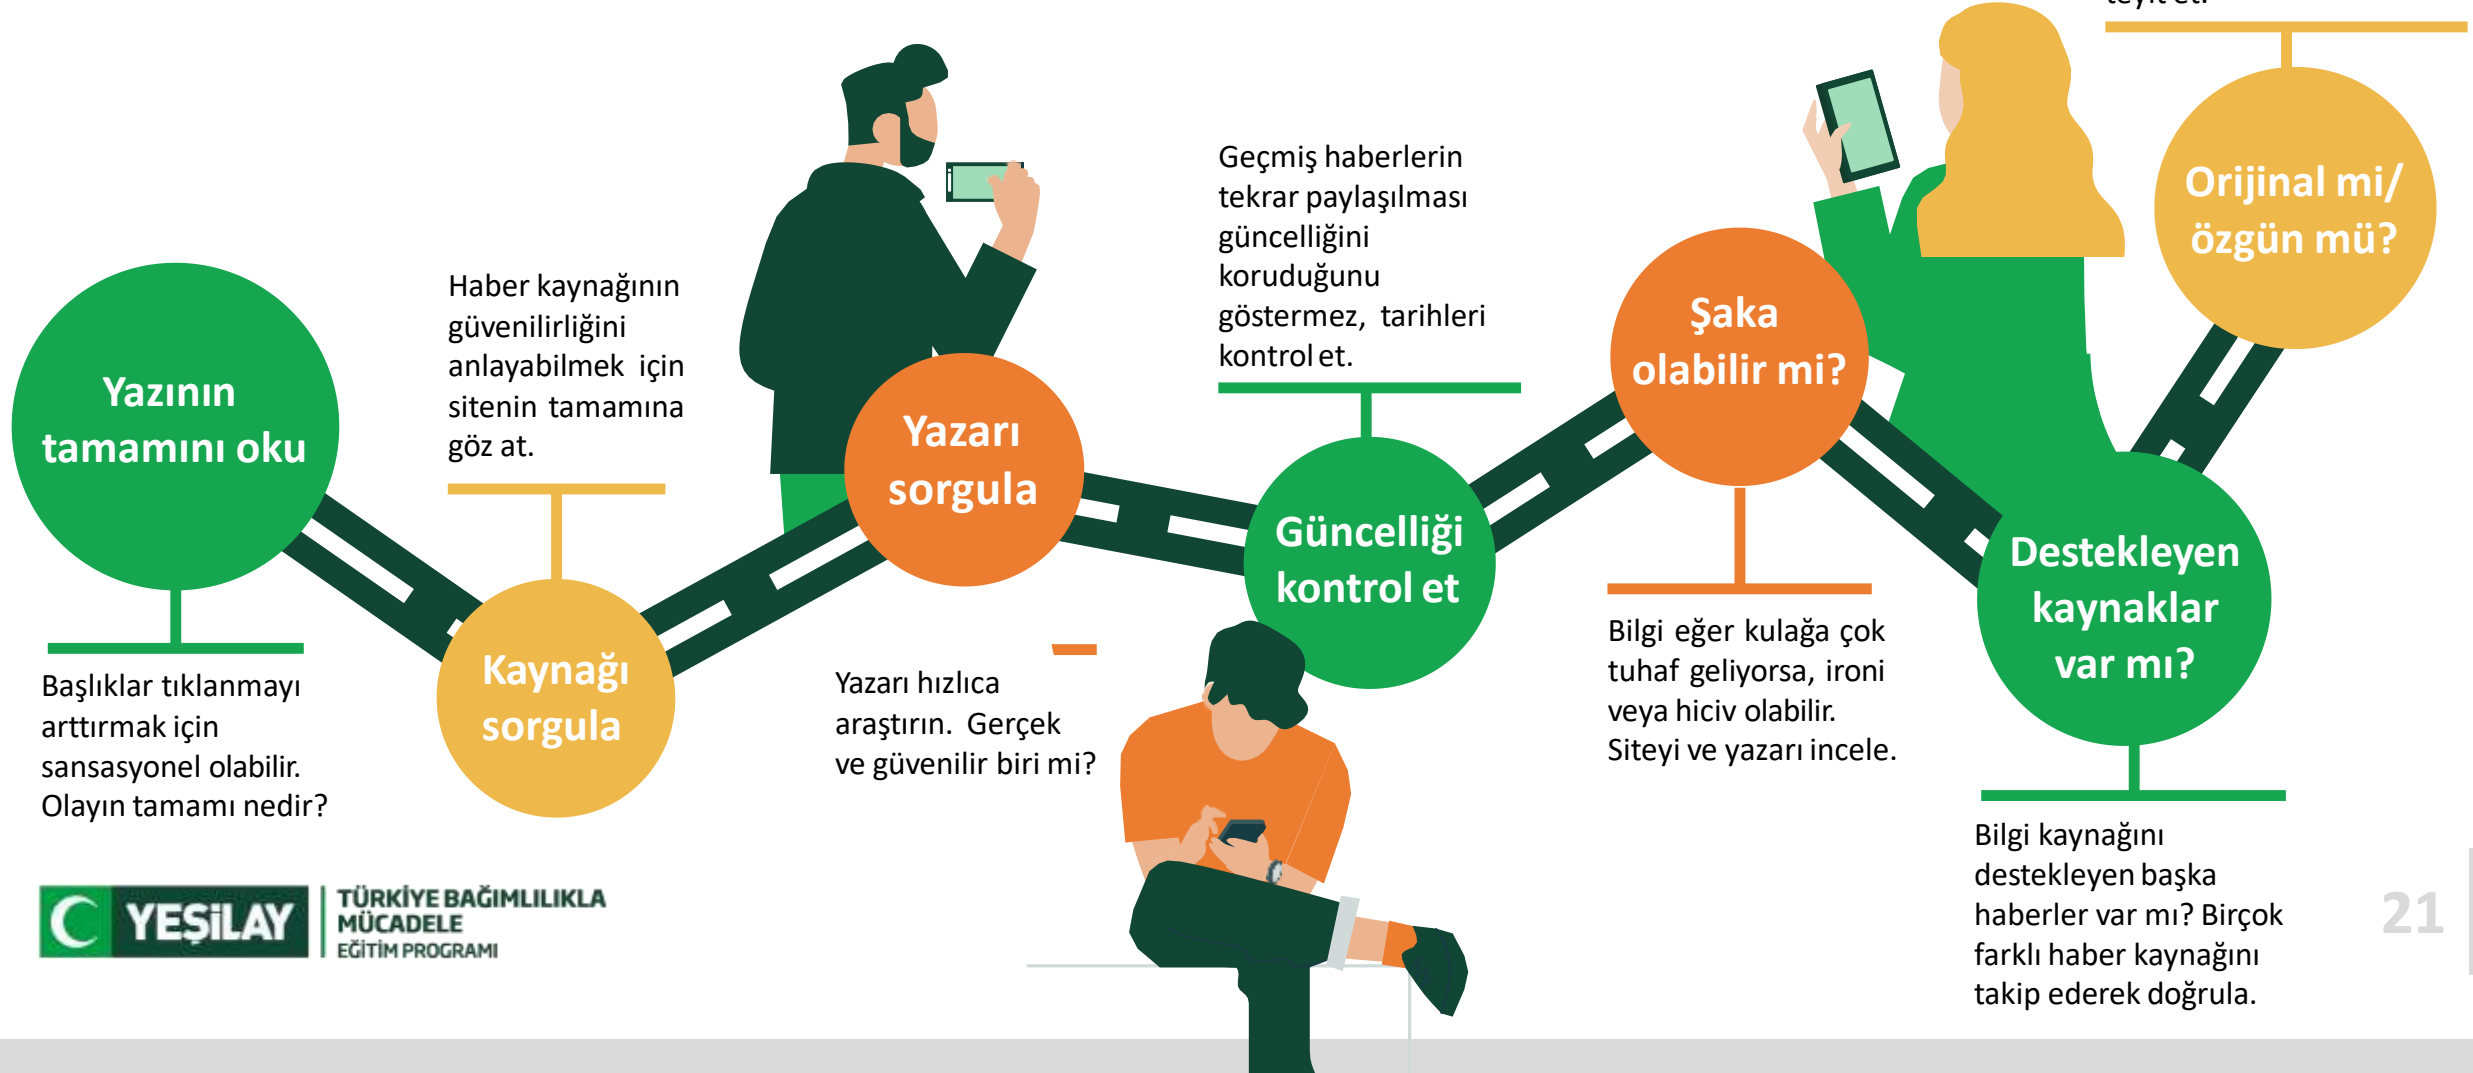 Yazının
tamamını oku
Başlıklar tıklanmayı
arttırmak için
sansasyonel olabilir.
Olayın tamamı nedir?
Haber kaynağının
güvenilirliğini
anlayabilmek için
sitenin tamamına
göz at.
Kaynağı
sorgula
Yazarı
sorgula
Yazarı hızlıca
araştırın. Gerçek
ve güvenilir biri mi?
Geçmiş haberlerin
tekrar paylaşılması
güncelliğini
koruduğunu
göstermez, tarihleri
kontrol et.
Güncelliği
kontrol et
Şaka
olabilir mi?
Bilgi eğer kulağa çok
tuhaf geliyorsa, ironi
veya hiciv olabilir.
Siteyi ve yazarı incele.
Destekleyen
kaynaklar
var mı?
Bilgi kaynağını
destekleyen başka
haberler var mı? Birçok
farklı haber kaynağını
takip ederek doğrula.
Orijinal mi/
özgün mü?
YEŞİLAY
TÜRKİYE BAĞIMLILIKLA
MÜCADELE
EĞİTİM PROGRAMI
21